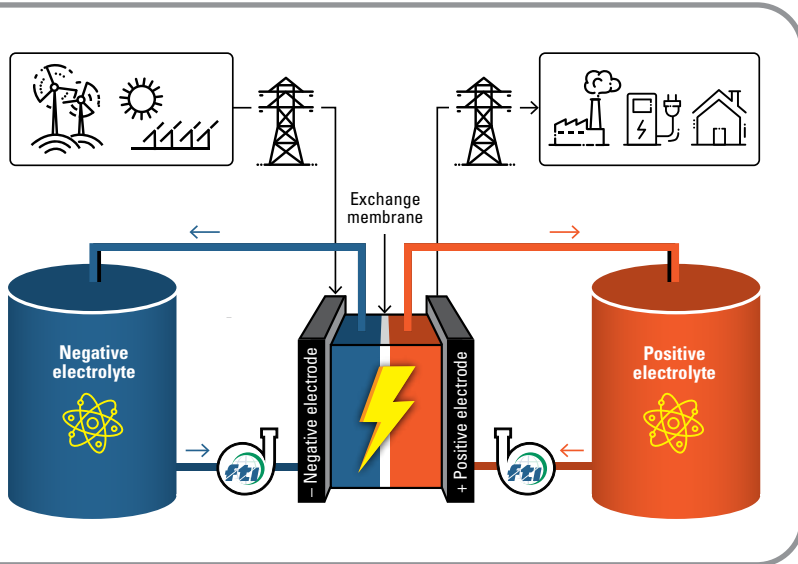 Exchange
membrane
Negative
electrolyte
– Negative electrode
+ Positive electrode
Positive
electrolyte
fti
fti